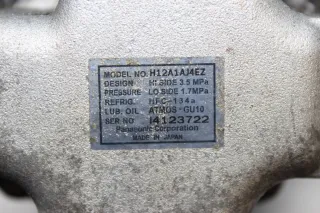 MODEL NO. H12A1AJ4EZ
DESIGN HI.SIDE 3.5 MPa
PRESSURE LO.SIDE 1.7MPa
REFRIG. HFC-134a
LUB. OIL ATMOS GU10
SER NO. I4123722
Panasonic Corporation
MADE IN JAPAN